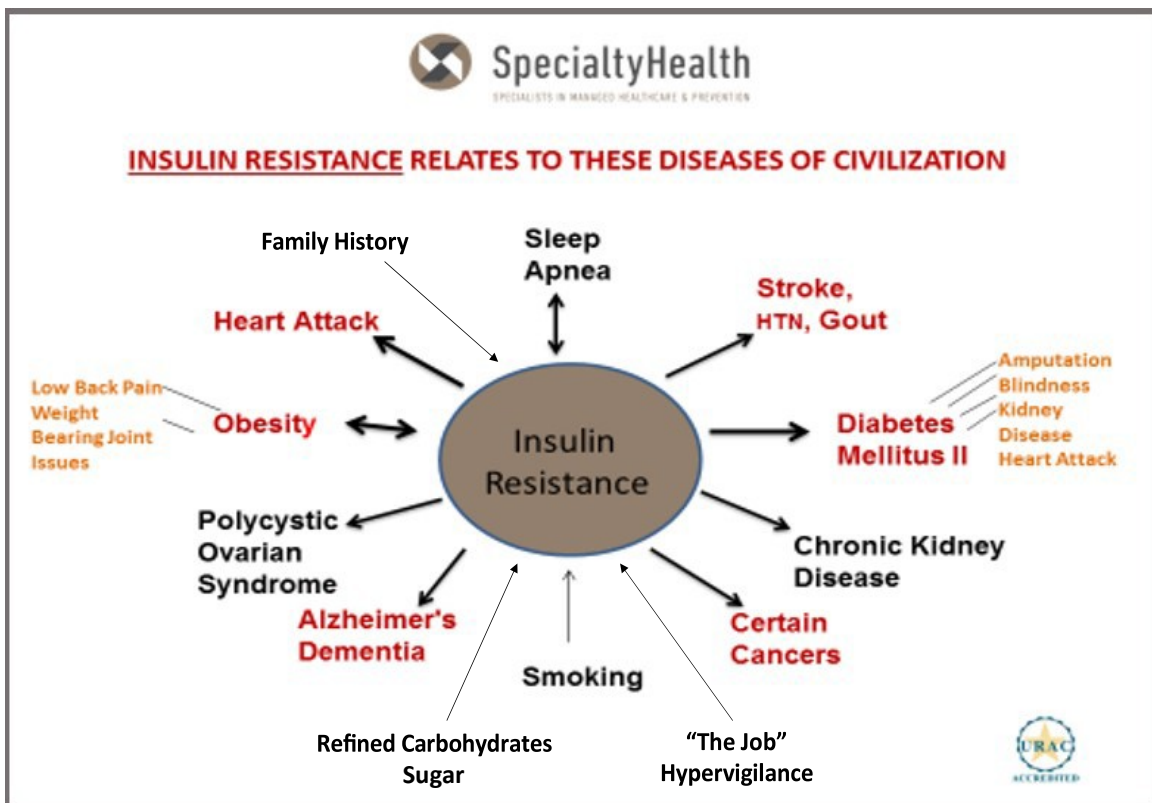 SpecialtyHealth
SPECIALISTS IN MANAGED HEALTHCARE & PREVENTION
INSULIN RESISTANCE RELATES TO THESE DISEASES OF CIVILIZATION
Family History
Sleep
Apnea
Stroke,
HTN, Gout
Heart Attack
Low Back Pain
Weight
Bearing Joint
Issues
Obesity
Insulin
Resistance
Diabetes
Mellitus II
Amputation
Blindness
Kidney
Disease
Heart Attack
Polycystic
Ovarian
Syndrome
Chronic Kidney
Disease
Alzheimer's
Dementia
Certain
Cancers
Smoking
Refined Carbohydrates
Sugar
“The Job”
Hypervigilance
URAC
ACCREDITED